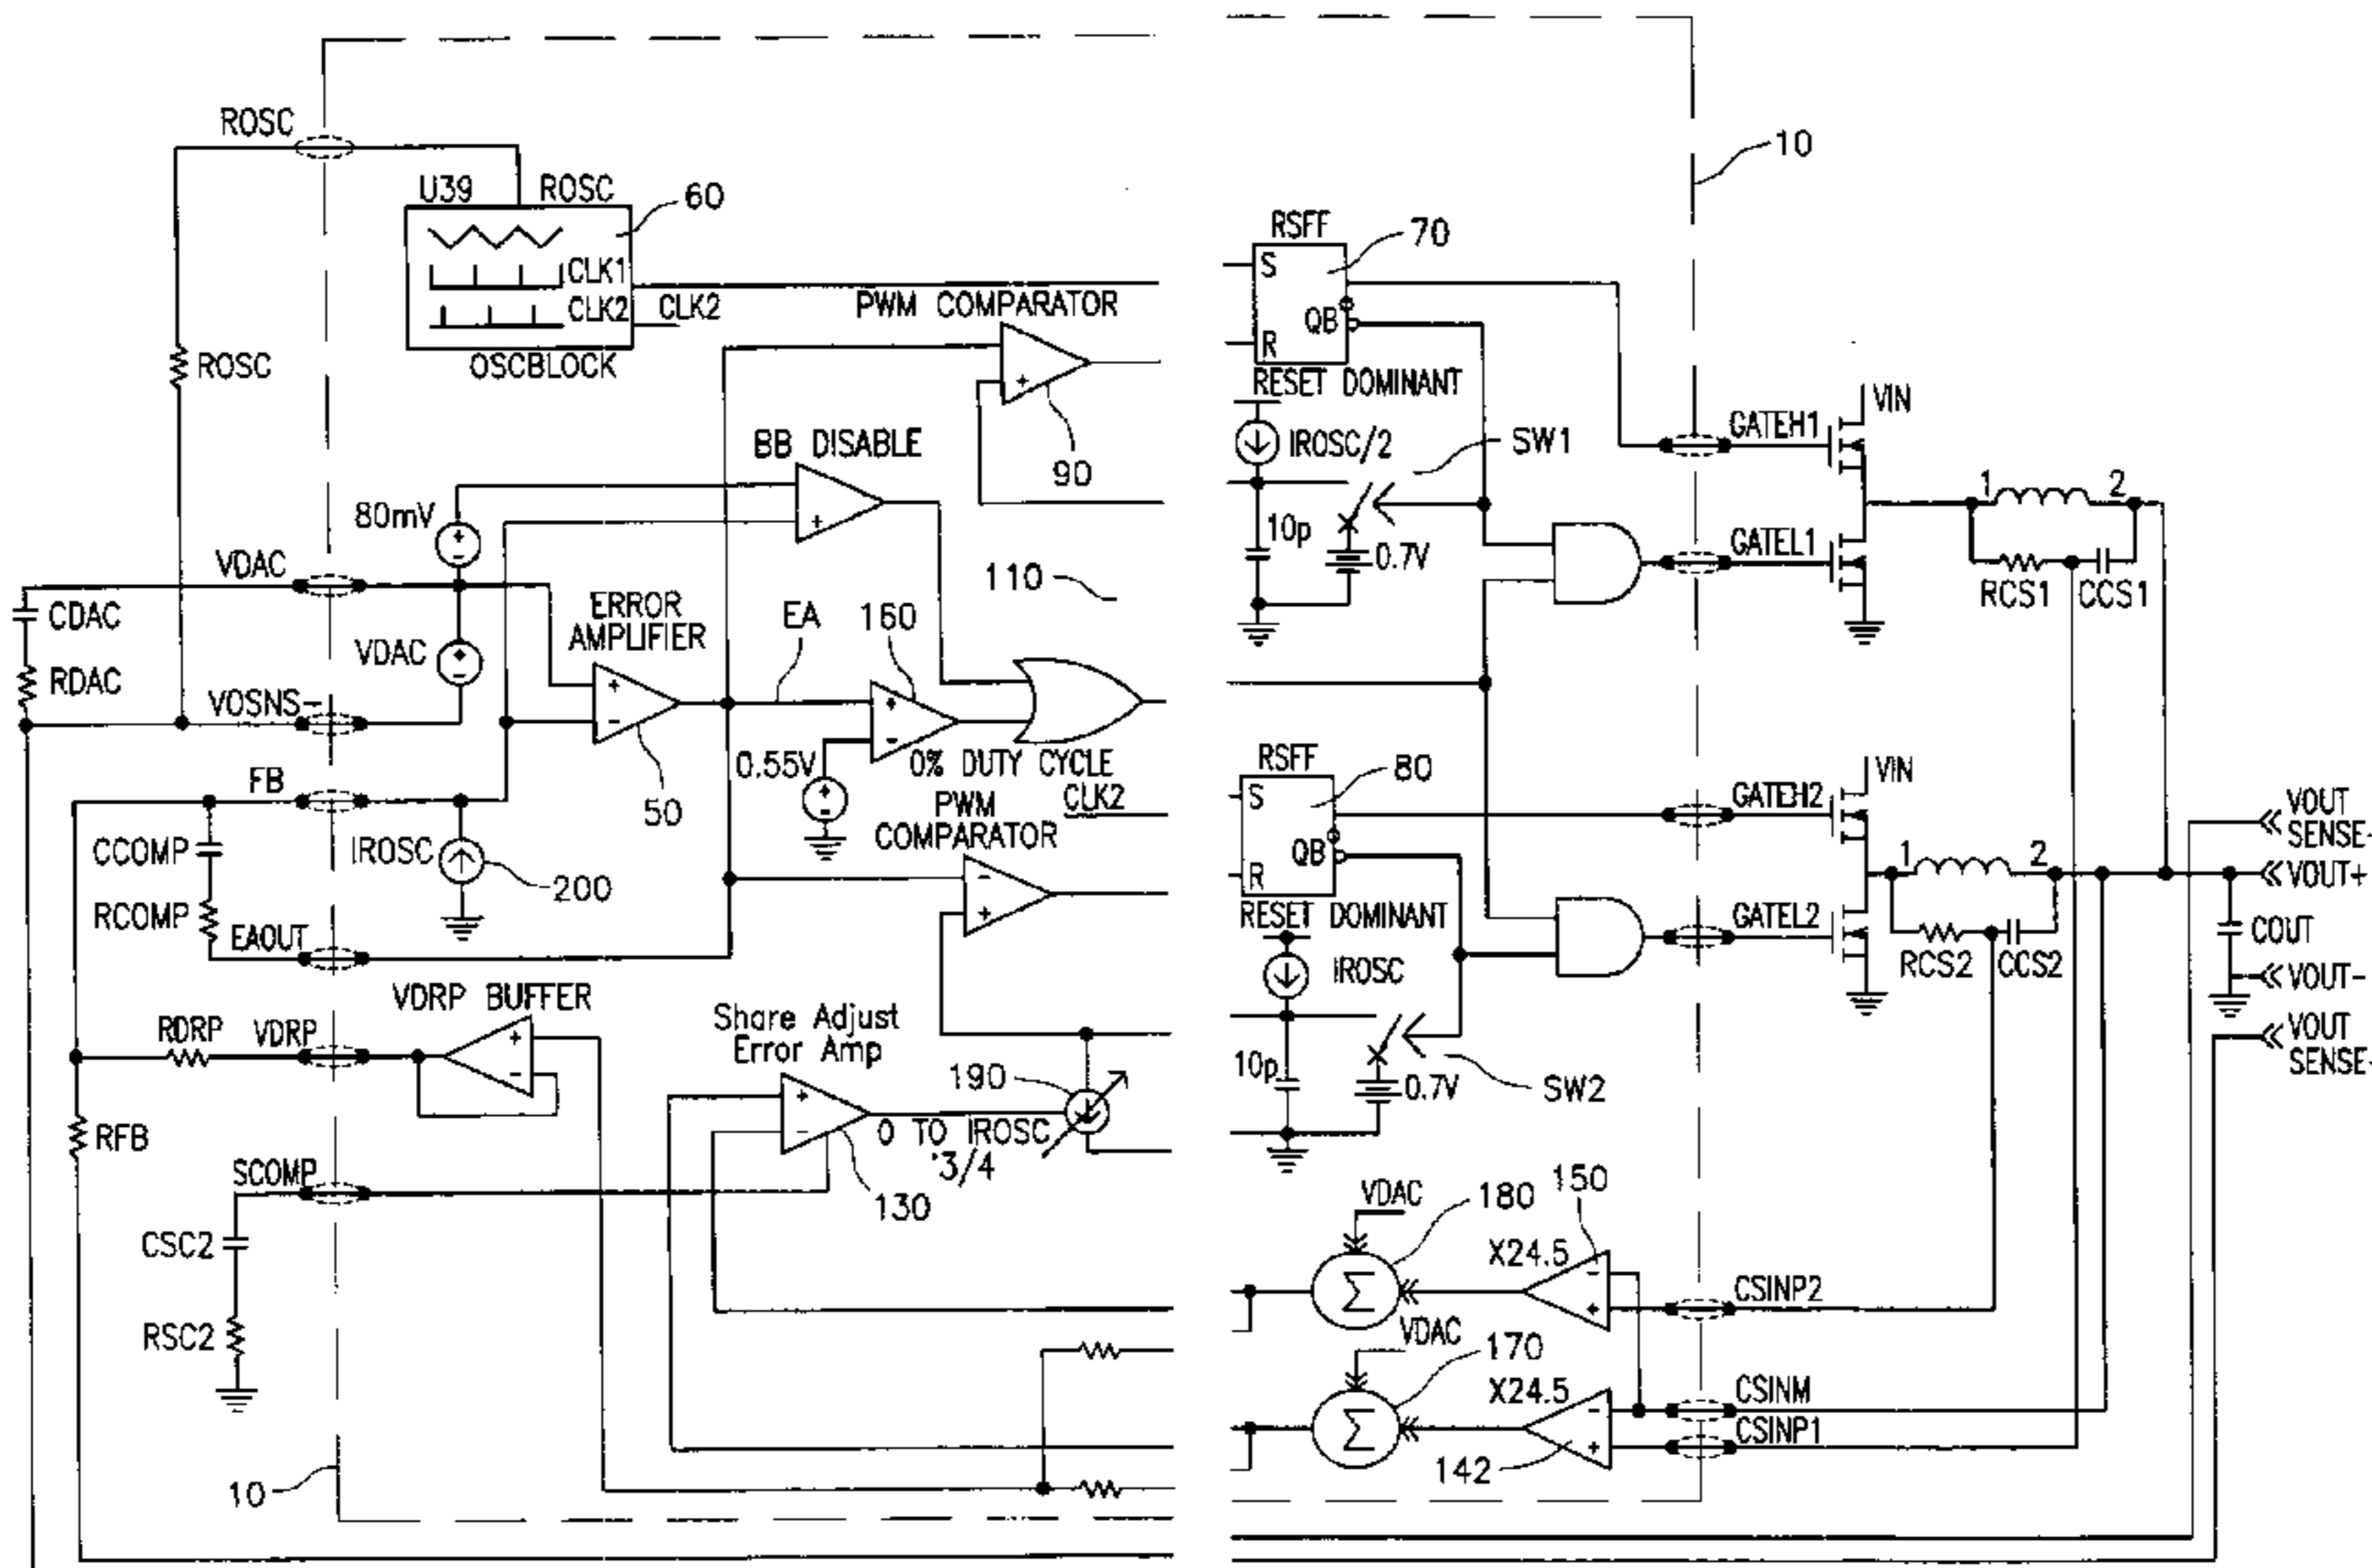 ROSC
U39 ROSC
60
CLK1
CLK2 CLK2
OSCBLOCK
ROSC
PWM COMPARATOR
+
90
BB DISABLE
+
80mV
+
-
VDAC
CDAC
RDAC
VDAC
+
-
VOSNS-
ERROR
AMPLIFIER
+
-
50
EA
160
+
-
110
0.55V
+
-
0% DUTY CYCLE
FB
CCOMP
RCOMP
IROSC
200
EAOUT
PWM
COMPARATOR
-
+
CLK2
VDRP BUFFER
+
-
RDRP
VDRP
RFB
Share Adjust
Error Amp
+
-
190
0 TO IROSC
*3/4
130
SCOMP
CSC2
RSC2
10
10
RSFF
70
S
QB
R
RESET DOMINANT
IROSC/2
SW1
10p
0.7V
GATEH1
VIN
GATEL1
1 2
RCS1 CCS1
RSFF
80
S
QB
R
RESET DOMINANT
IROSC
10p
0.7V
SW2
GATEH2
VIN
GATEL2
1 2
RCS2 CCS2
VOUT
SENSE-
VOUT+
COUT
VOUT-
VOUT
SENSE+
VDAC
180
150
X24.5
Σ
-
+
CSINP2
VDAC
170
X24.5
Σ
-
+
142
CSINM
CSINP1